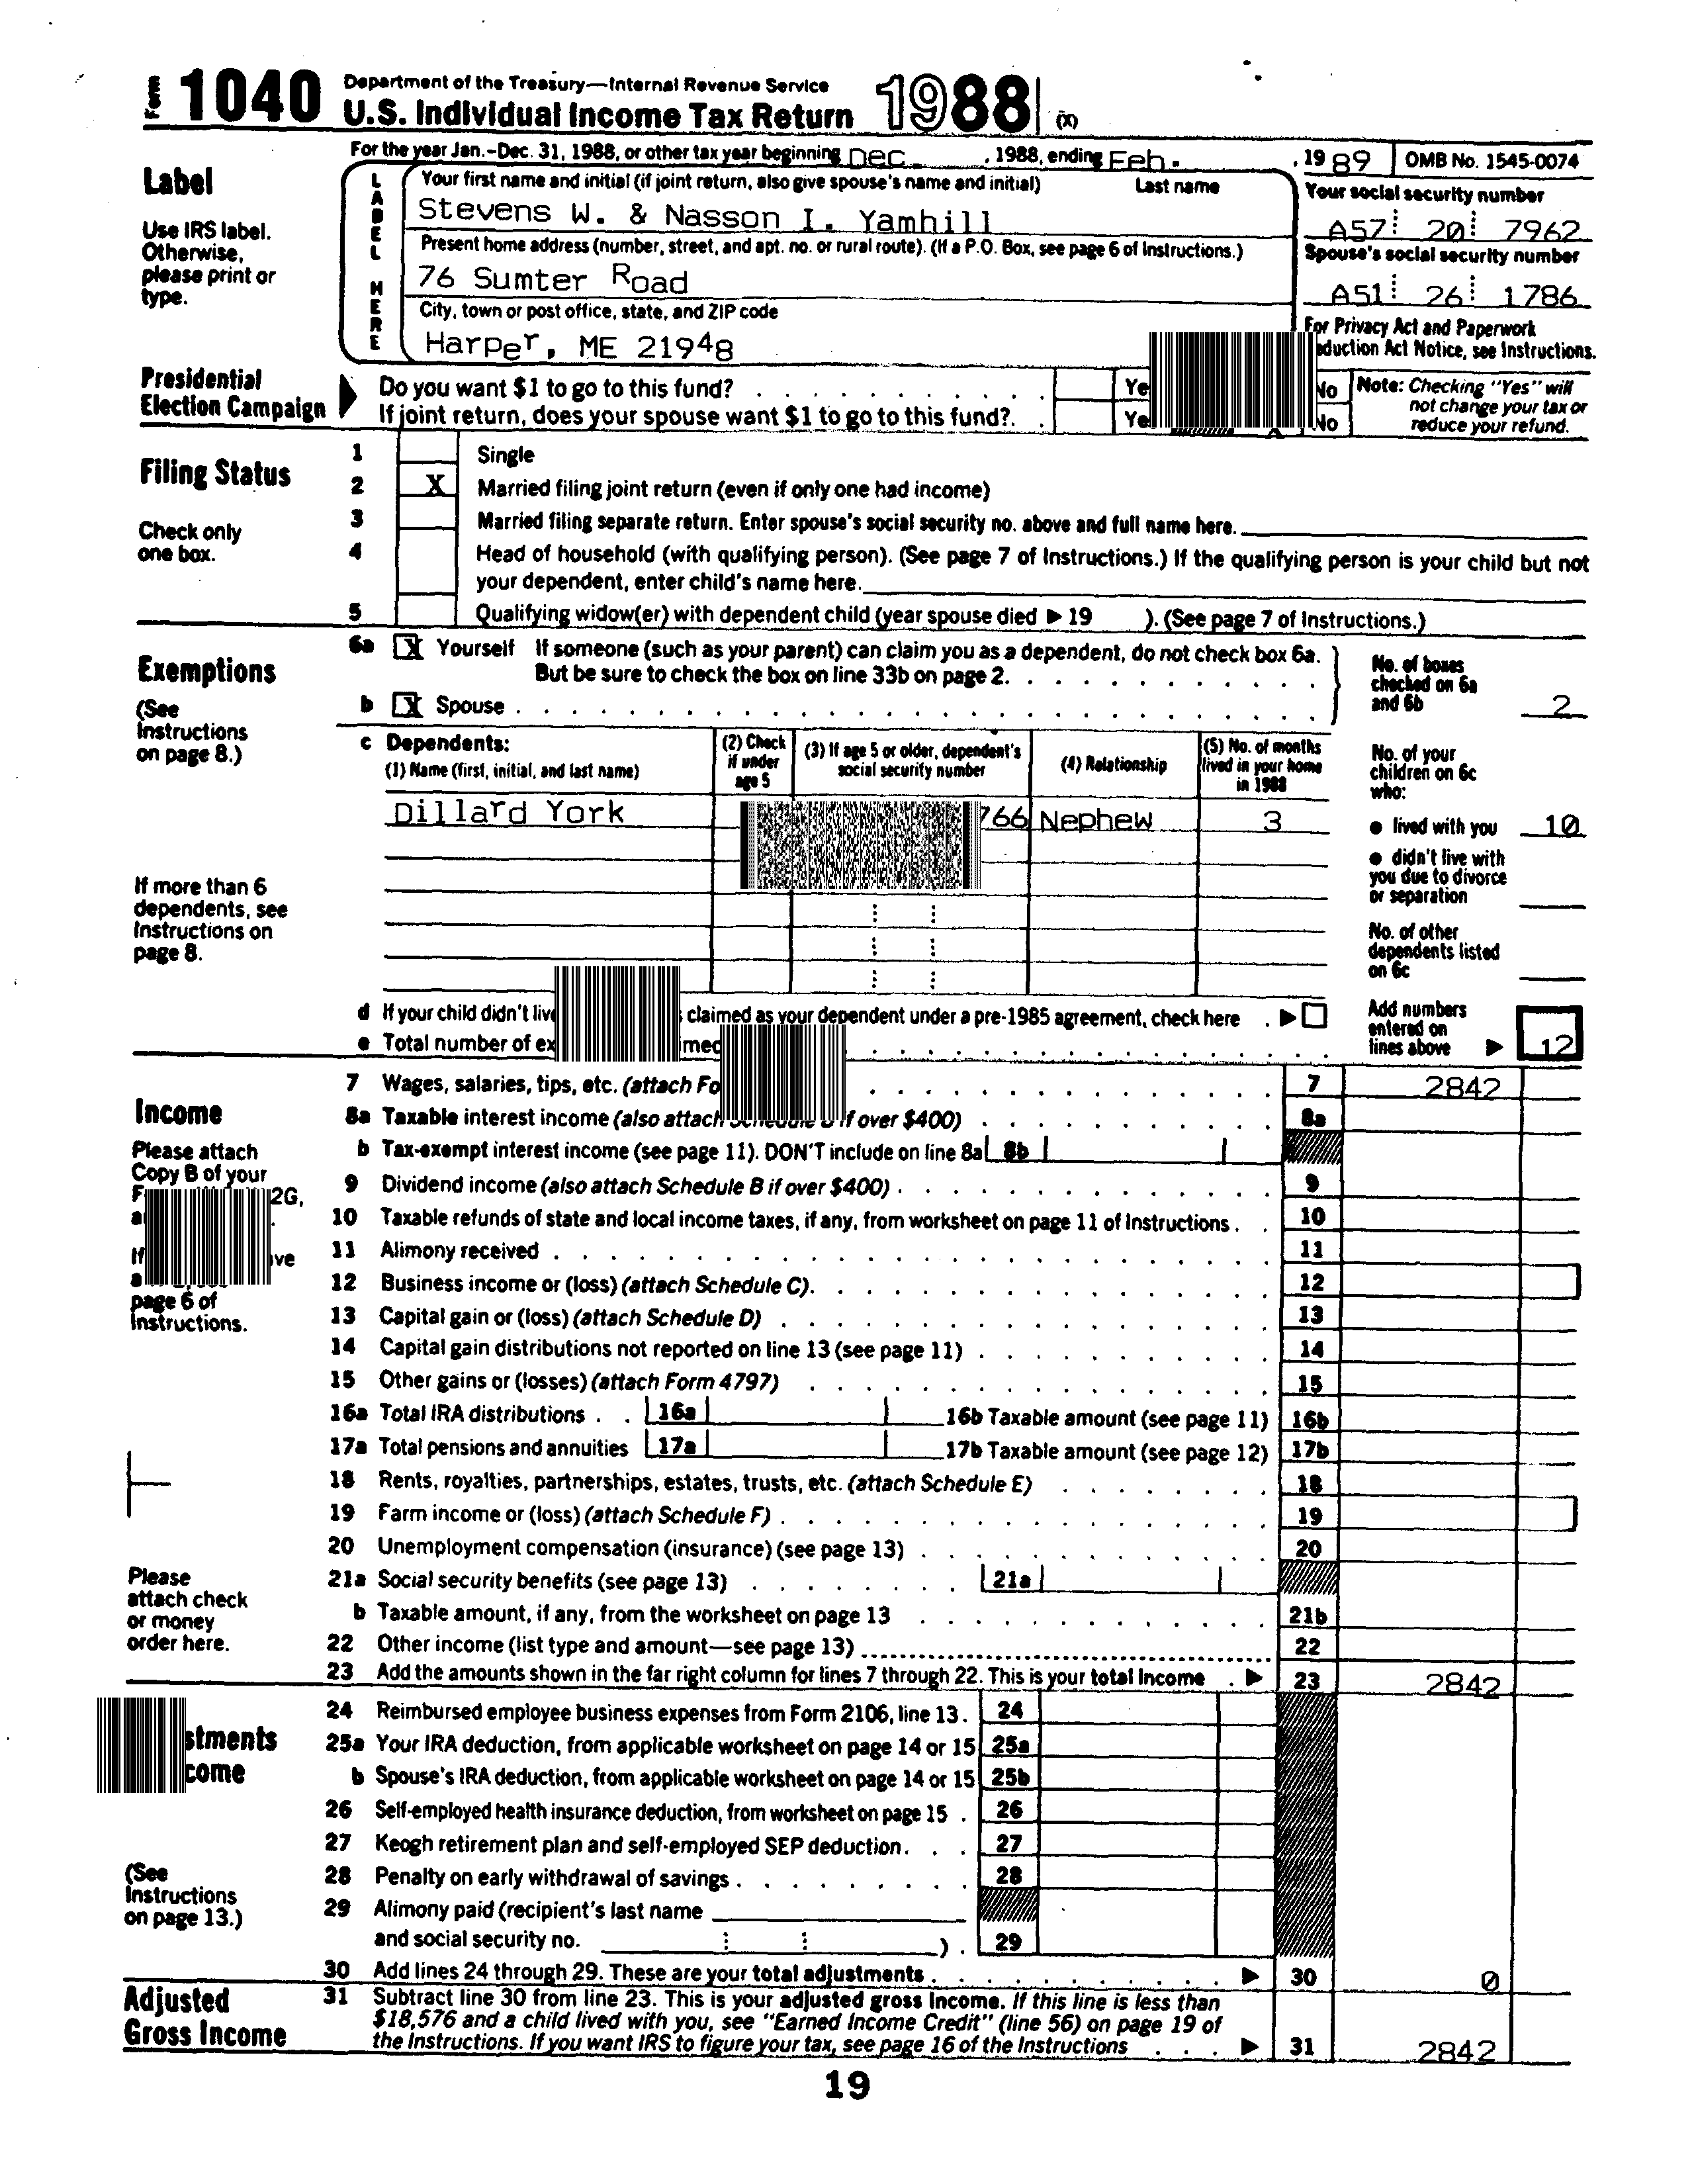 Form 1040 Department of the Treasury—Internal Revenue Service
U.S. Individual Income Tax Return 1988 (X)
For the year Jan.-Dec. 31, 1988, or other tax year beginning Dec. , 1988, ending Feb. , 19 89 OMB No. 1545-0074
Label
Use IRS label. Otherwise, please print or type.
LABEL HERE
Your first name and initial (if joint return, also give spouse's name and initial) Last name
Stevens W. & Nasson I. Yamhill
Your social security number
A57 20 7962
Present home address (number, street, and apt. no. or rural route). (If a P.O. Box, see page 6 of Instructions.)
76 Sumter Road
Spouse's social security number
A51 26 1786
City, town or post office, state, and ZIP code
Harper, ME 21948
For Privacy Act and Paperwork
duction Act Notice, see Instructions.
Presidential Election Campaign
Do you want $1 to go to this fund? Ye No
If joint return, does your spouse want $1 to go to this fund? Ye No
Note: Checking "Yes" will not change your tax or reduce your refund.
Filing Status
Check only one box.
1 Single
2 X Married filing joint return (even if only one had income)
3 Married filing separate return. Enter spouse's social security no. above and full name here.
4 Head of household (with qualifying person). (See page 7 of Instructions.) If the qualifying person is your child but not
your dependent, enter child's name here.
5 Qualifying widow(er) with dependent child (year spouse died ▶ 19 ). (See page 7 of Instructions.)
Exemptions
(See Instructions on page 8.)
6a X Yourself If someone (such as your parent) can claim you as a dependent, do not check box 6a.
But be sure to check the box on line 33b on page 2.
b X Spouse
No. of boxes checked on 6a and 6b 2
c Dependents:
(1) Name (first, initial, and last name)
(2) Check if under age 5
(3) If age 5 or older, dependent's social security number
(4) Relationship
(5) No. of months lived in your home in 1988
Dillard York 766 Nephew 3
No. of your children on 6c who:
● lived with you 10
● didn't live with you due to divorce or separation
No. of other dependents listed on 6c
If more than 6 dependents, see Instructions on page 8.
d If your child didn't live claimed as your dependent under a pre-1985 agreement, check here ▶
e Total number of ex med
Add numbers entered on lines above ▶ 12
Income
Please attach Copy B of your
2G,
If ve
page 6 of Instructions.
7 Wages, salaries, tips, etc. (attach Fo 7 2842
8a Taxable interest income (also attach Schedule B if over $400) 8a
b Tax-exempt interest income (see page 11). DON'T include on line 8a 8b
9 Dividend income (also attach Schedule B if over $400) 9
10 Taxable refunds of state and local income taxes, if any, from worksheet on page 11 of Instructions 10
11 Alimony received 11
12 Business income or (loss) (attach Schedule C) 12
13 Capital gain or (loss) (attach Schedule D) 13
14 Capital gain distributions not reported on line 13 (see page 11) 14
15 Other gains or (losses) (attach Form 4797) 15
16a Total IRA distributions 16a 16b Taxable amount (see page 11) 16b
17a Total pensions and annuities 17a 17b Taxable amount (see page 12) 17b
18 Rents, royalties, partnerships, estates, trusts, etc. (attach Schedule E) 18
19 Farm income or (loss) (attach Schedule F) 19
20 Unemployment compensation (insurance) (see page 13) 20
21a Social security benefits (see page 13) 21a
b Taxable amount, if any, from the worksheet on page 13 21b
22 Other income (list type and amount—see page 13) 22
23 Add the amounts shown in the far right column for lines 7 through 22. This is your total income ▶ 23 2842
Please attach check or money order here.
stments
come
(See Instructions on page 13.)
24 Reimbursed employee business expenses from Form 2106, line 13. 24
25a Your IRA deduction, from applicable worksheet on page 14 or 15 25a
b Spouse's IRA deduction, from applicable worksheet on page 14 or 15 25b
26 Self-employed health insurance deduction, from worksheet on page 15 26
27 Keogh retirement plan and self-employed SEP deduction 27
28 Penalty on early withdrawal of savings 28
29 Alimony paid (recipient's last name
and social security no. ) 29
30 Add lines 24 through 29. These are your total adjustments ▶ 30 0
Adjusted Gross Income
31 Subtract line 30 from line 23. This is your adjusted gross income. If this line is less than
$18,576 and a child lived with you, see "Earned Income Credit" (line 56) on page 19 of
the Instructions. If you want IRS to figure your tax, see page 16 of the Instructions ▶ 31 2842
19